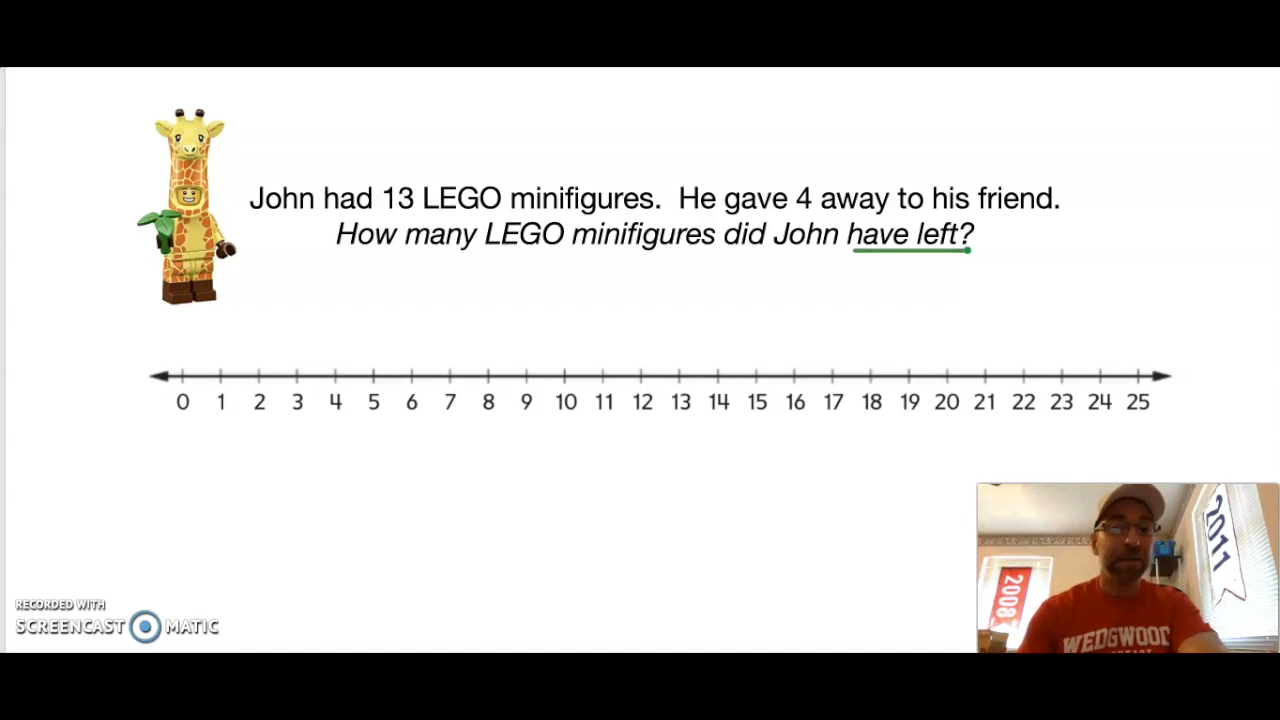 John had 13 LEGO minifigures. He gave 4 away to his friend.
How many LEGO minifigures did John have left?
0 1 2 3 4 5 6 7 8 9 10 11 12 13 14 15 16 17 18 19 20 21 22 23 24 25
2011
2008
WEDGWOOD
RECORDED WITH
SCREENCAST MATIC